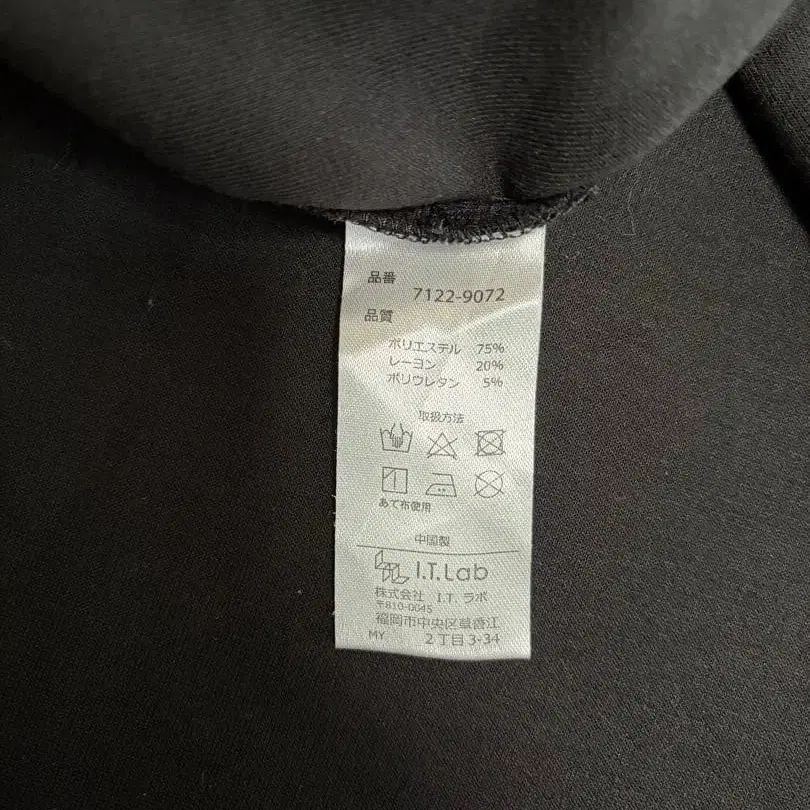 品番 7122-9072
品質
ポリエステル 75%
レーヨン 20%
ポリウレタン 5%
取扱方法
あて布使用
中国製
I.T.Lab
株式会社 I.T. ラボ
〒810-0045
福岡市中央区草香江
MY 2丁目3-34